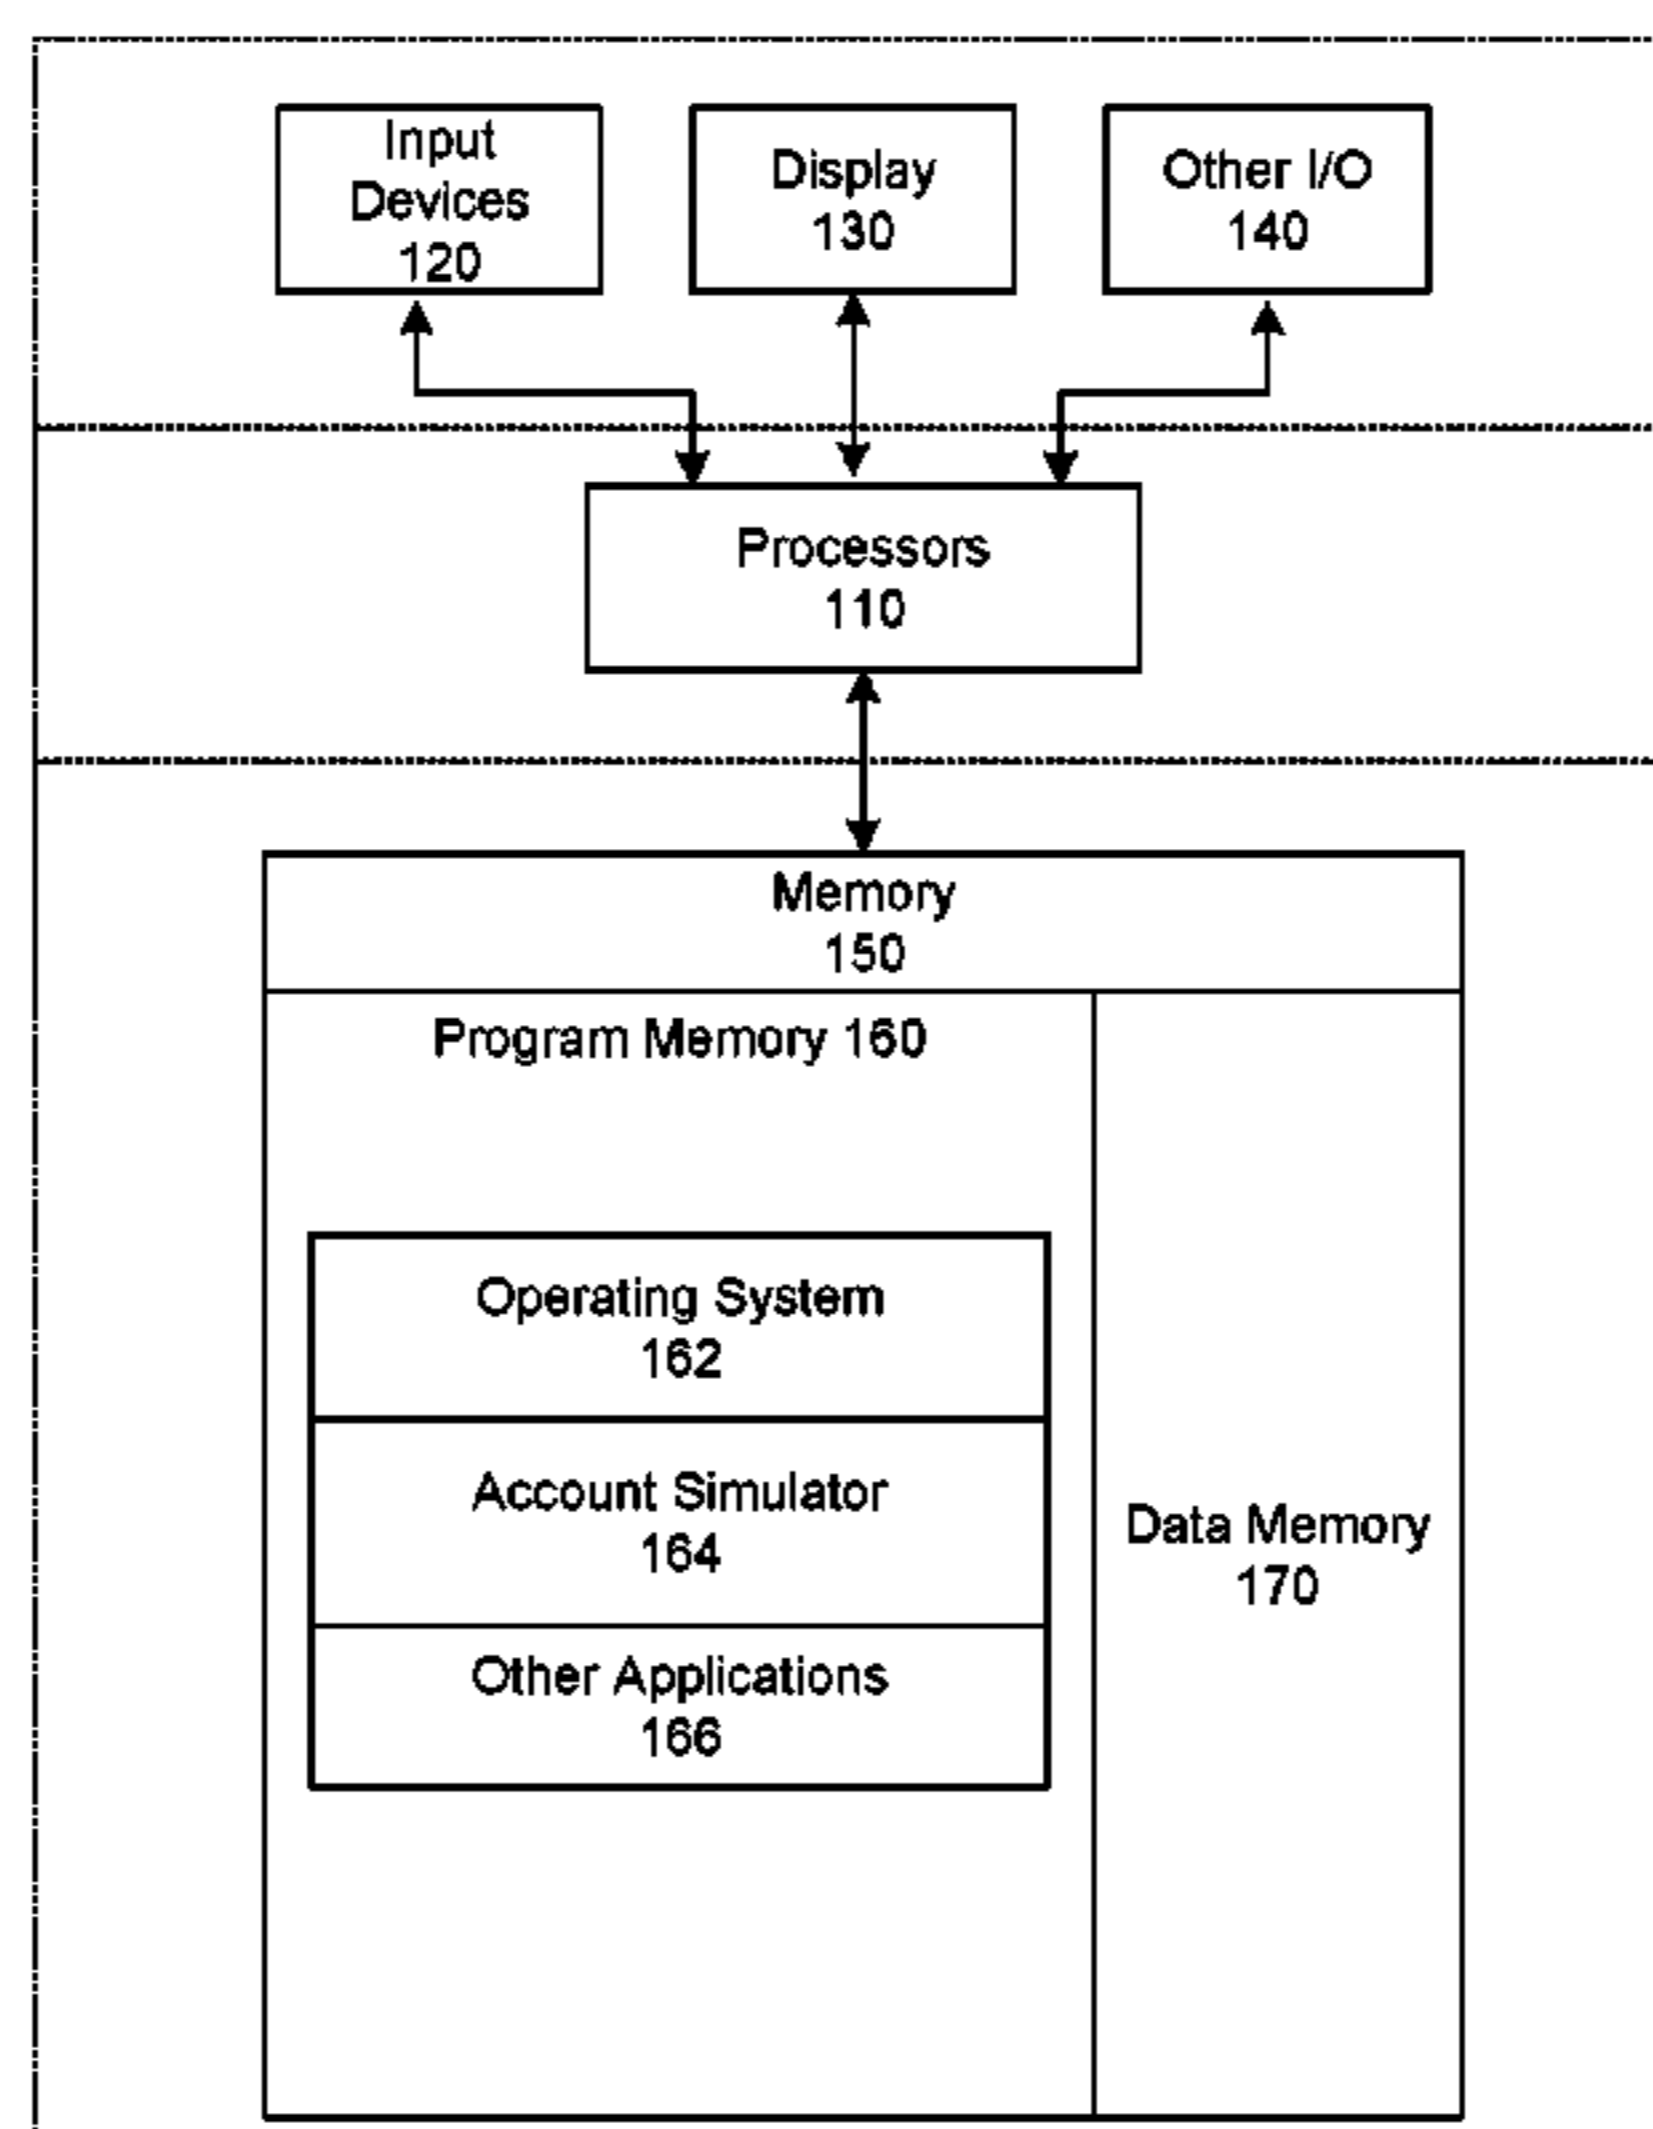 Input
Devices
120
Display
130
Other I/O
140
Processors
110
Memory
150
Program Memory 160
Operating System
162
Account Simulator
164
Other Applications
166
Data Memory
170